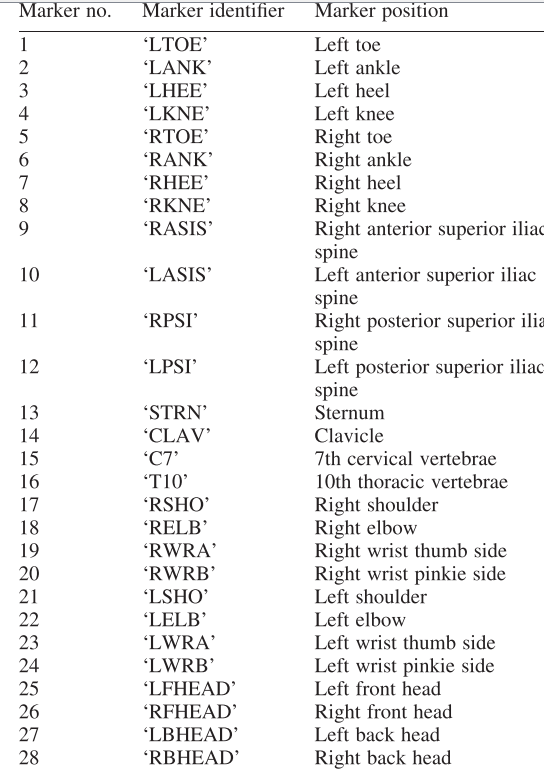 Marker no. Marker identifier Marker position
1 ‘LTOE’ Left toe
2 ‘LANK’ Left ankle
3 ‘LHEE’ Left heel
4 ‘LKNE’ Left knee
5 ‘RTOE’ Right toe
6 ‘RANK’ Right ankle
7 ‘RHEE’ Right heel
8 ‘RKNE’ Right knee
9 ‘RASIS’ Right anterior superior iliac
spine
10 ‘LASIS’ Left anterior superior iliac
spine
11 ‘RPSI’ Right posterior superior ilia
spine
12 ‘LPSI’ Left posterior superior iliac
spine
13 ‘STRN’ Sternum
14 ‘CLAV’ Clavicle
15 ‘C7’ 7th cervical vertebrae
16 ‘T10’ 10th thoracic vertebrae
17 ‘RSHO’ Right shoulder
18 ‘RELB’ Right elbow
19 ‘RWRA’ Right wrist thumb side
20 ‘RWRB’ Right wrist pinkie side
21 ‘LSHO’ Left shoulder
22 ‘LELB’ Left elbow
23 ‘LWRA’ Left wrist thumb side
24 ‘LWRB’ Left wrist pinkie side
25 ‘LFHEAD’ Left front head
26 ‘RFHEAD’ Right front head
27 ‘LBHEAD’ Left back head
28 ‘RBHEAD’ Right back head